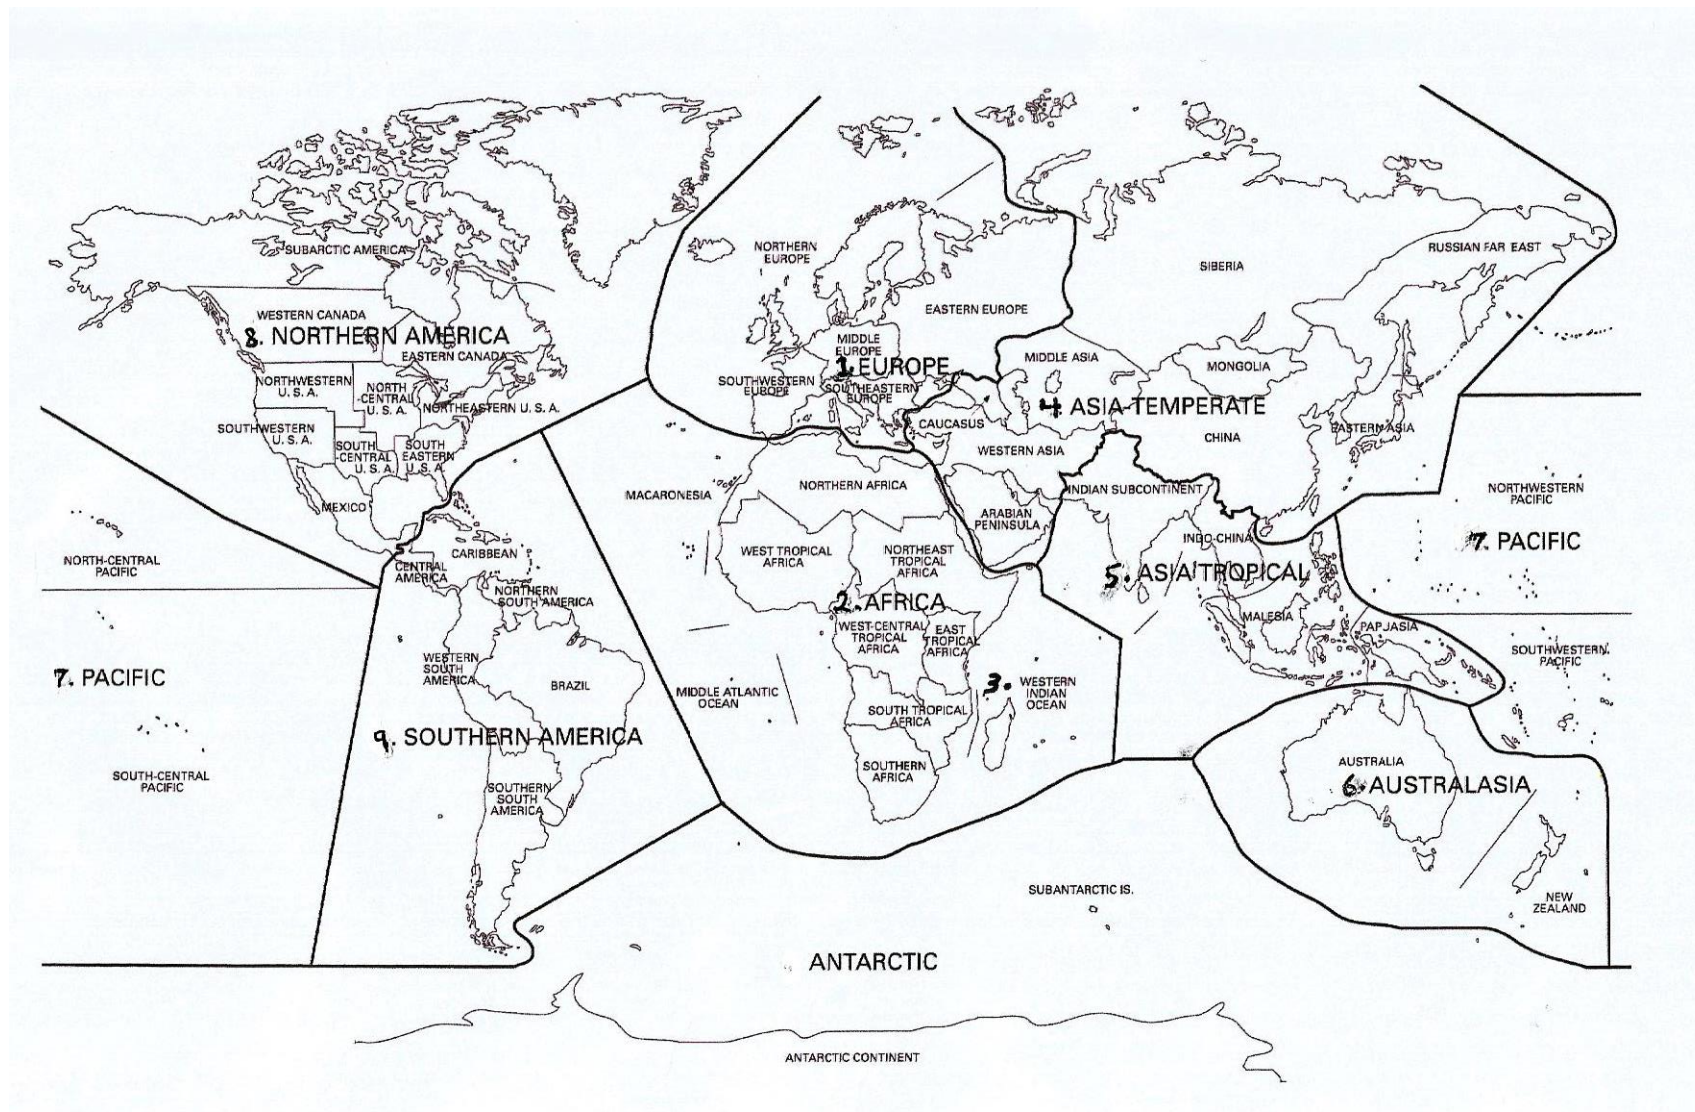 SUBARCTIC AMERICA
WESTERN CANADA
8. NORTHERN AMERICA
EASTERN CANADA
NORTHWESTERN
U. S. A.
NORTH
-CENTRAL
U. S. A.
NORTHEASTERN U. S. A.
SOUTHWESTERN
U. S. A.
SOUTH
-CENTRAL
U. S. A.
SOUTH
EASTERN
U. S. A.
MEXICO
NORTHERN
EUROPE
EASTERN EUROPE
MIDDLE
EUROPE
1. EUROPE
SOUTHWESTERN
EUROPE
SOUTHEASTERN
EUROPE
SIBERIA
RUSSIAN FAR EAST
MIDDLE ASIA
MONGOLIA
4 ASIA-TEMPERATE
CAUCASUS
CHINA
EASTERN ASIA
WESTERN ASIA
ARABIAN
PENINSULA
INDIAN SUBCONTINENT
INDO-CHINA
5. ASIA TROPICAL
MALESIA
PAPUASIA
NORTHWESTERN
PACIFIC
7. PACIFIC
SOUTHWESTERN
PACIFIC
NORTH-CENTRAL
PACIFIC
7. PACIFIC
SOUTH-CENTRAL
PACIFIC
CARIBBEAN
CENTRAL
AMERICA
NORTHERN
SOUTH AMERICA
WESTERN
SOUTH
AMERICA
BRAZIL
9. SOUTHERN AMERICA
SOUTHERN
SOUTH
AMERICA
MACARONESIA
NORTHERN AFRICA
WEST TROPICAL
AFRICA
NORTHEAST
TROPICAL
AFRICA
2. AFRICA
WEST-CENTRAL
TROPICAL
AFRICA
EAST
TROPICAL
AFRICA
MIDDLE ATLANTIC
OCEAN
SOUTH TROPICAL
AFRICA
SOUTHERN
AFRICA
3. WESTERN
INDIAN
OCEAN
AUSTRALIA
6. AUSTRALASIA
NEW
ZEALAND
SUBANTARCTIC IS.
ANTARCTIC
ANTARCTIC CONTINENT